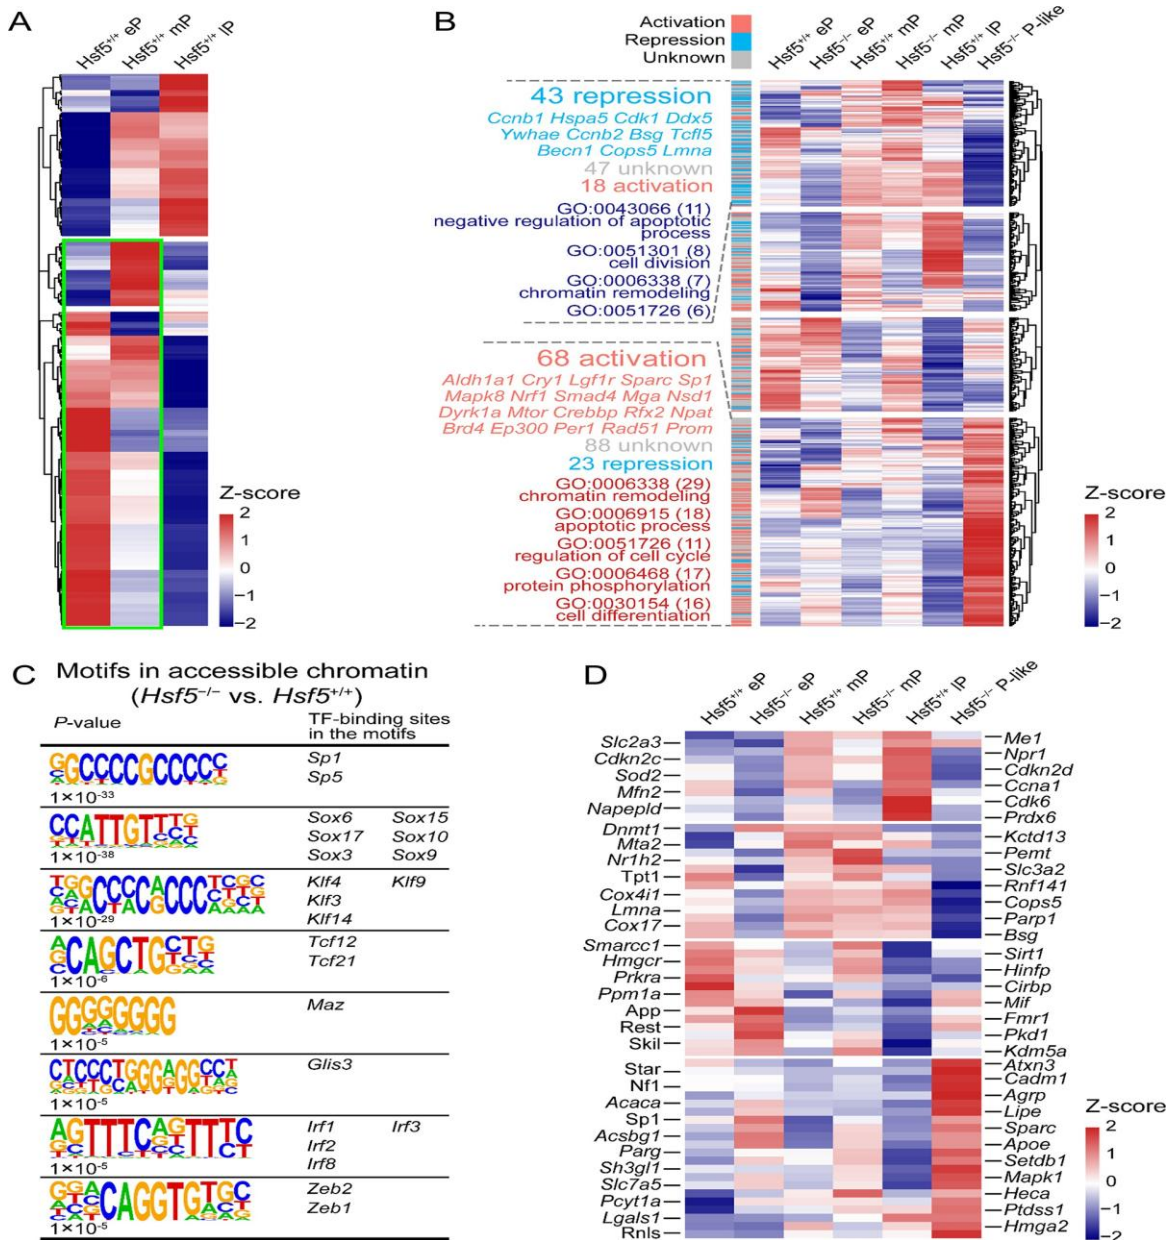 A
Hsf5+/+ eP
Hsf5+/+ mP
Hsf5+/+ lP
Z-score
2
1
0
−1
−2
B
Activation
Repression
Unknown
Hsf5+/+ eP
Hsf5−/− eP
Hsf5+/+ mP
Hsf5−/− mP
Hsf5+/+ lP
Hsf5−/− P-like
43 repression
Ccnb1 Hspa5 Cdk1 Ddx5
Ywhae Ccnb2 Bsg Tcfl5
Becn1 Cops5 Lmna
47 unknown
18 activation
GO:0043066 (11)
negative regulation of apoptotic
process
GO:0051301 (8)
cell division
GO:0006338 (7)
chromatin remodeling
GO:0051726 (6)
68 activation
Aldh1a1 Cry1 Lgf1r Sparc Sp1
Mapk8 Nrf1 Smad4 Mga Nsd1
Dyrk1a Mtor Crebbp Rfx2 Npat
Brd4 Ep300 Per1 Rad51 Prom
88 unknown
23 repression
GO:0006338 (29)
chromatin remodeling
GO:0006915 (18)
apoptotic process
GO:0051726 (11)
regulation of cell cycle
GO:0006468 (17)
protein phosphorylation
GO:0030154 (16)
cell differentiation
Z-score
2
1
0
−1
−2
C Motifs in accessible chromatin
(Hsf5−/− vs. Hsf5+/+)
P-value
TF-binding sites
in the motifs
1×10-33
Sp1
Sp5
1×10-38
Sox6 Sox15
Sox17 Sox10
Sox3 Sox9
1×10-29
Klf4 Klf9
Klf3
Klf14
1×10-6
Tcf12
Tcf21
1×10-5
Maz
1×10-5
Glis3
1×10-5
Irf1 Irf3
Irf2
Irf8
1×10-5
Zeb2
Zeb1
D
Hsf5+/+ eP
Hsf5−/− eP
Hsf5+/+ mP
Hsf5−/− mP
Hsf5+/+ lP
Hsf5−/− P-like
Slc2a3
Cdkn2c
Sod2
Mfn2
Napepld
Dnmt1
Mta2
Nr1h2
Tpt1
Cox4i1
Lmna
Cox17
Smarcc1
Hmgcr
Prkra
Ppm1a
App
Rest
Skil
Star
Nf1
Acaca
Sp1
Acsbg1
Parg
Sh3gl1
Slc7a5
Pcyt1a
Lgals1
Rnls
Me1
Npr1
Cdkn2d
Ccna1
Cdk6
Prdx6
Kctd13
Pemt
Slc3a2
Rnf141
Cops5
Parp1
Bsg
Sirt1
Hinfp
Cirbp
Mif
Fmr1
Pkd1
Kdm5a
Atxn3
Cadm1
Agrp
Lipe
Sparc
Apoe
Setdb1
Mapk1
Heca
Ptdss1
Hmga2
Z-score
2
1
0
−1
−2